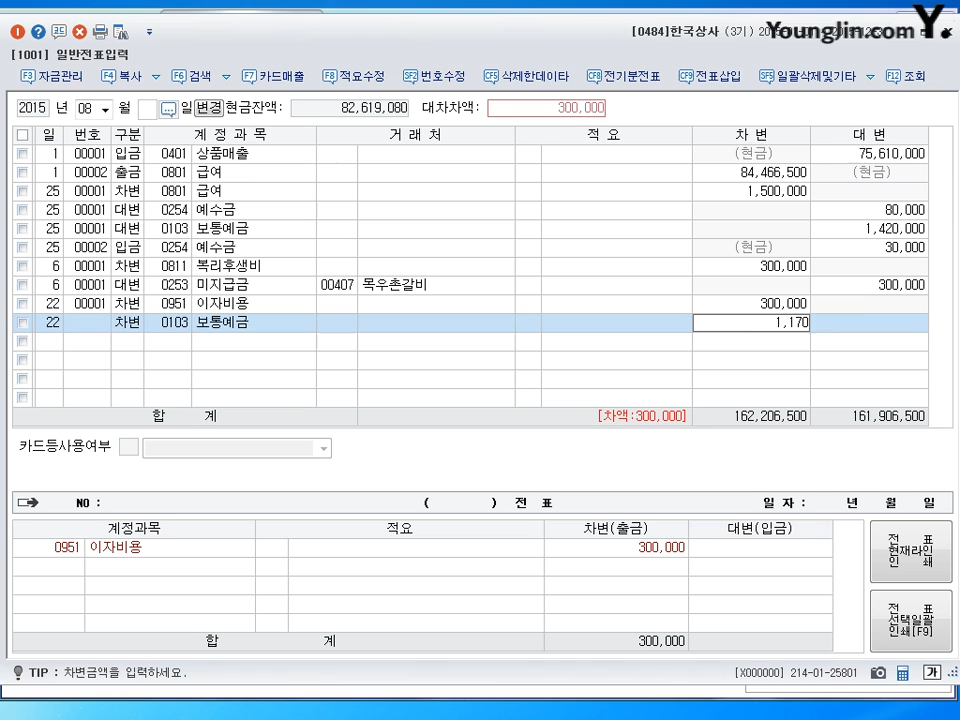 [0484]한국상사 (3기) 2015
Younglin.com Y.
[1001] 일반전표입력
F3 자금관리 F4 복사 F6 검색 F7 카드매출 F8 적요수정 SF2 번호수정 CF5 삭제한데이타 CF8 전기분전표 CF9 전표삽입 SF5 일괄삭제및기타 F12 조회
2015 년 08 월 일 변경 현금잔액: 82,619,080 대차차액: 300,000
일 번호 구분 계 정 과 목 거 래 처 적 요 차 변 대 변
1 00001 입금 0401 상품매출 (현금) 75,610,000
1 00002 출금 0801 급여 84,466,500 (현금)
25 00001 차변 0801 급여 1,500,000
25 00001 대변 0254 예수금 80,000
25 00001 대변 0103 보통예금 1,420,000
25 00002 입금 0254 예수금 (현금) 30,000
6 00001 차변 0811 복리후생비 300,000
6 00001 대변 0253 미지급금 00407 목우촌갈비 300,000
22 00001 차변 0951 이자비용 300,000
22 차변 0103 보통예금 1,170
합 계 [차액:300,000] 162,206,500 161,906,500
카드등사용여부
NO : ( ) 전 표 일 자 : 년 월 일
계정과목 적요 차변(출금) 대변(입금)
0951 이자비용 300,000
합 계 300,000
전 표
현재라인
인 쇄
전 표
선택일괄
인쇄[F9]
TIP : 차변금액을 입력하세요. [X000000] 214-01-25801 가